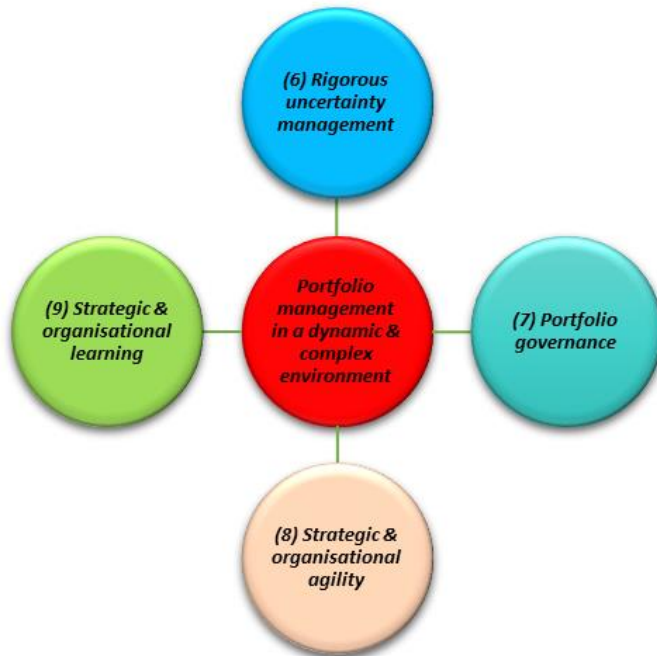 (6) Rigorous
uncertainty
management
Portfolio
management
in a dynamic &
complex
environment
(9) Strategic &
organisational
learning
(7) Portfolio
governance
(8) Strategic &
organisational
agility